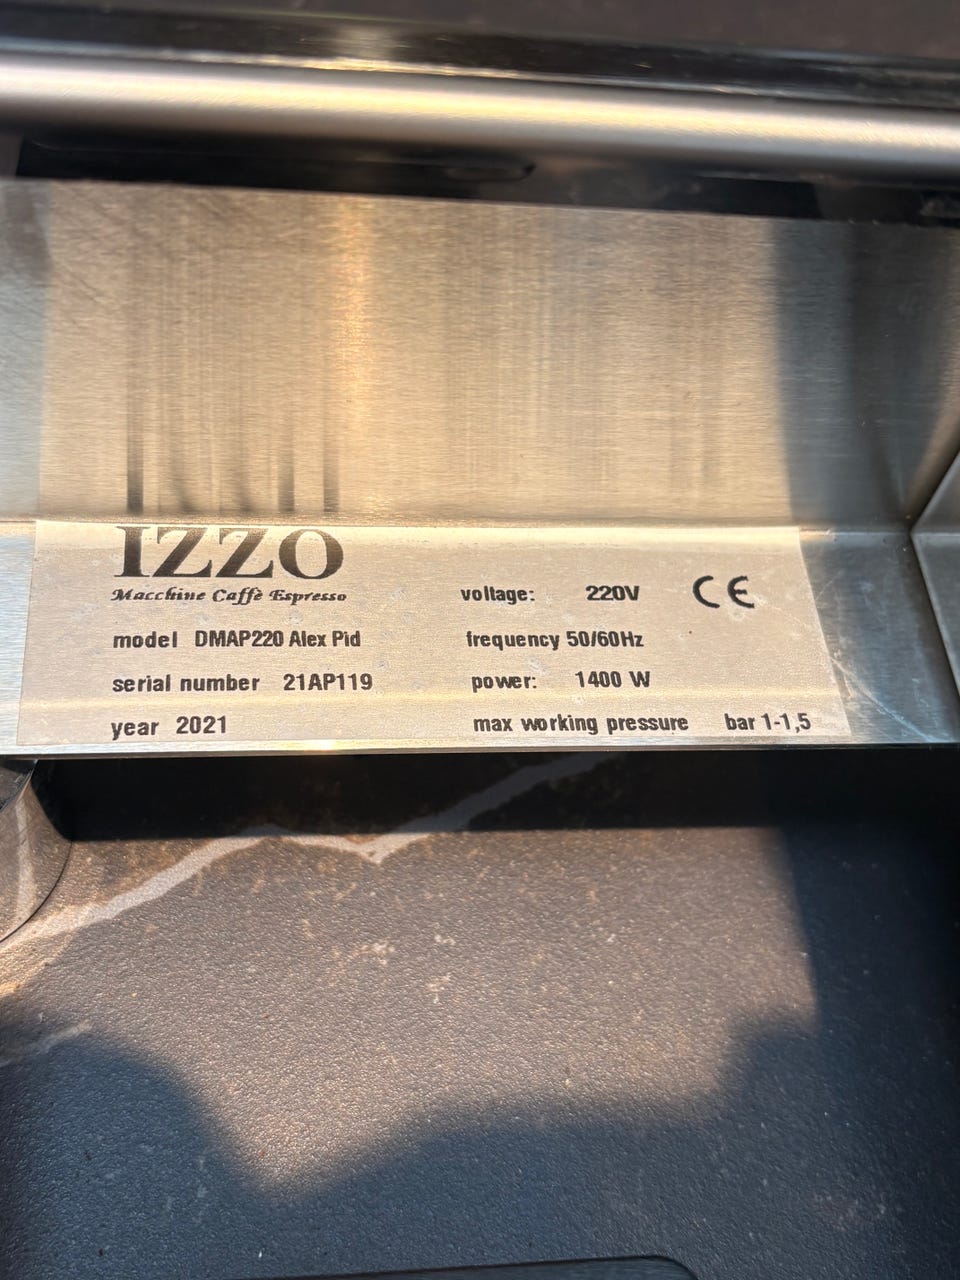 IZZO
Macchine Caffè Espresso
model DMAP220 Alex Pid
serial number 21AP119
year 2021
voltage: 220V CE
frequency 50/60Hz
power: 1400 W
max working pressure bar 1-1,5